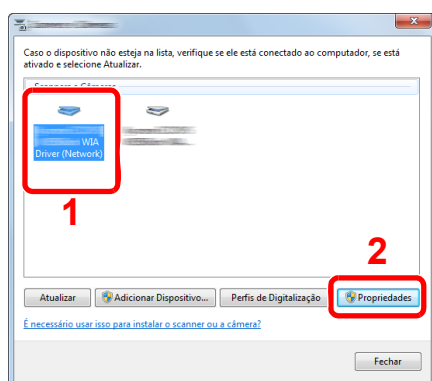 Caso o dispositivo não esteja na lista, verifique se ele está conectado ao computador, se está
ativado e selecione Atualizar.
Scanners e Câmeras
WIA
Driver (Network)
1
2
Atualizar
Adicionar Dispositivo...
Perfis de Digitalização
Propriedades
É necessário usar isso para instalar o scanner ou a câmera?
Fechar